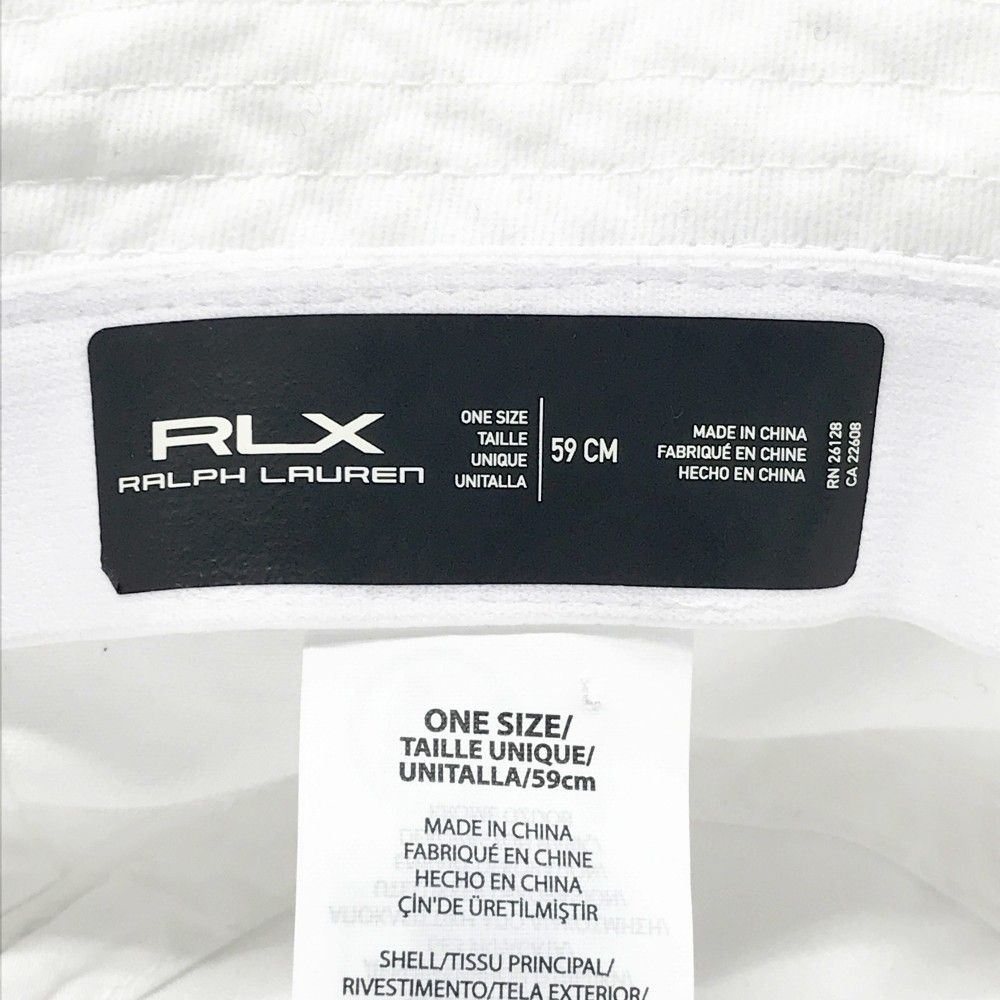 RLX
RALPH LAUREN
ONE SIZE
TAILLE
UNIQUE
UNITALLA
59 CM
MADE IN CHINA
FABRIQUÉ EN CHINE
HECHO EN CHINA
RN 26128
CA 22608
ONE SIZE/
TAILLE UNIQUE/
UNITALLA/59cm
MADE IN CHINA
FABRIQUÉ EN CHINE
HECHO EN CHINA
ÇİN'DE ÜRETİLMİŞTİR
SHELL/TISSU PRINCIPAL/
RIVESTIMENTO/TELA EXTERIOR/